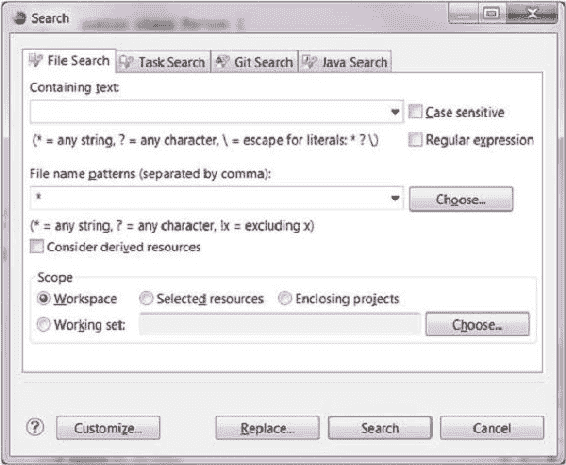 Search
File Search Task Search Git Search Java Search
Containing text:
Case sensitive
(* = any string, ? = any character, \ = escape for literals: * ? \)
Regular expression
File name patterns (separated by comma):
* Choose...
(* = any string, ? = any character, !x = excluding x)
Consider derived resources
Scope
Workspace Selected resources Enclosing projects
Working set: Choose...
? Customize... Replace... Search Cancel